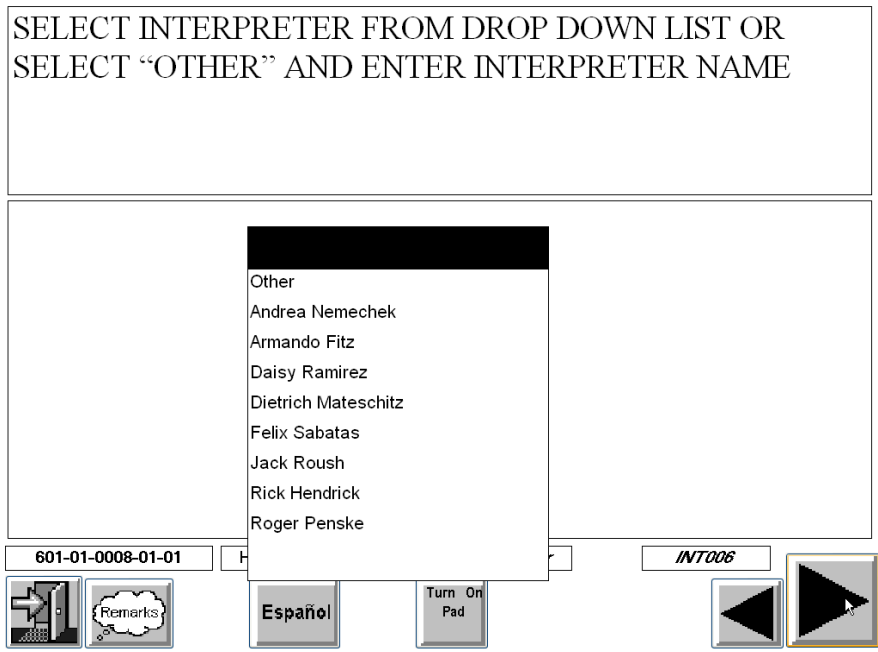 SELECT INTERPRETER FROM DROP DOWN LIST OR
SELECT “OTHER” AND ENTER INTERPRETER NAME
Other
Andrea Nemechek
Armando Fitz
Daisy Ramirez
Dietrich Mateschitz
Felix Sabatas
Jack Roush
Rick Hendrick
Roger Penske
601-01-0008-01-01
INT006
Remarks
Español
Turn On
Pad